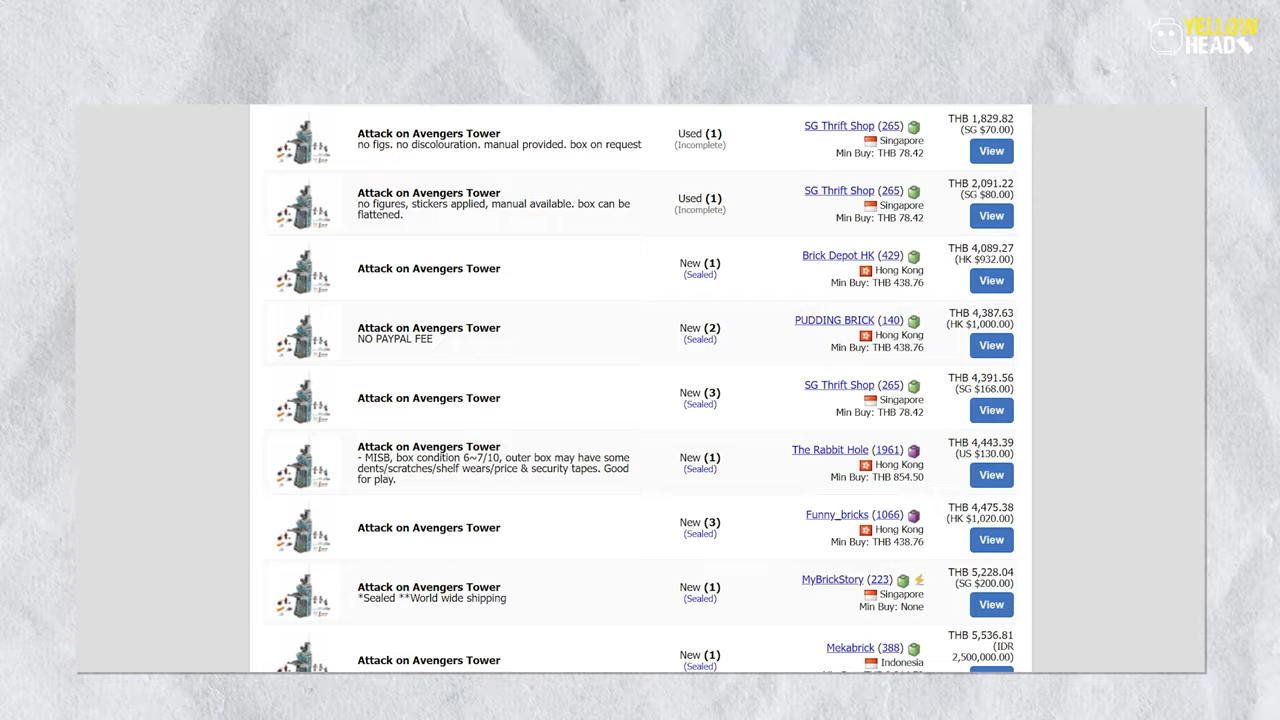 YELLOW
HEAD
Attack on Avengers Tower
no figs. no discolouration. manual provided. box on request
Used (1)
(Incomplete)
SG Thrift Shop (265)
Singapore
Min Buy: THB 78.42
THB 1,829.82
(SG $70.00)
View
Attack on Avengers Tower
no figures, stickers applied, manual available. box can be
flattened.
Used (1)
(Incomplete)
SG Thrift Shop (265)
Singapore
Min Buy: THB 78.42
THB 2,091.22
(SG $80.00)
View
Attack on Avengers Tower
New (1)
(Sealed)
Brick Depot HK (429)
Hong Kong
Min Buy: THB 438.76
THB 4,089.27
(HK $932.00)
View
Attack on Avengers Tower
NO PAYPAL FEE
New (2)
(Sealed)
PUDDING BRICK (140)
Hong Kong
Min Buy: THB 438.76
THB 4,387.63
(HK $1,000.00)
View
Attack on Avengers Tower
New (3)
(Sealed)
SG Thrift Shop (265)
Singapore
Min Buy: THB 78.42
THB 4,391.56
(SG $168.00)
View
Attack on Avengers Tower
- MISB, box condition 6~7/10, outer box may have some
dents/scratches/shelf wears/price & security tapes. Good
for play.
New (1)
(Sealed)
The Rabbit Hole (1961)
Hong Kong
Min Buy: THB 854.50
THB 4,443.39
(US $130.00)
View
Attack on Avengers Tower
New (3)
(Sealed)
Funny_bricks (1066)
Hong Kong
Min Buy: THB 438.76
THB 4,475.38
(HK $1,020.00)
View
Attack on Avengers Tower
*Sealed **World wide shipping
New (1)
(Sealed)
MyBrickStory (223)
Singapore
Min Buy: None
THB 5,228.04
(SG $200.00)
View
Attack on Avengers Tower
New (1)
(Sealed)
Mekabrick (388)
Indonesia
THB 5,536.81
(IDR
2,500,000.00)